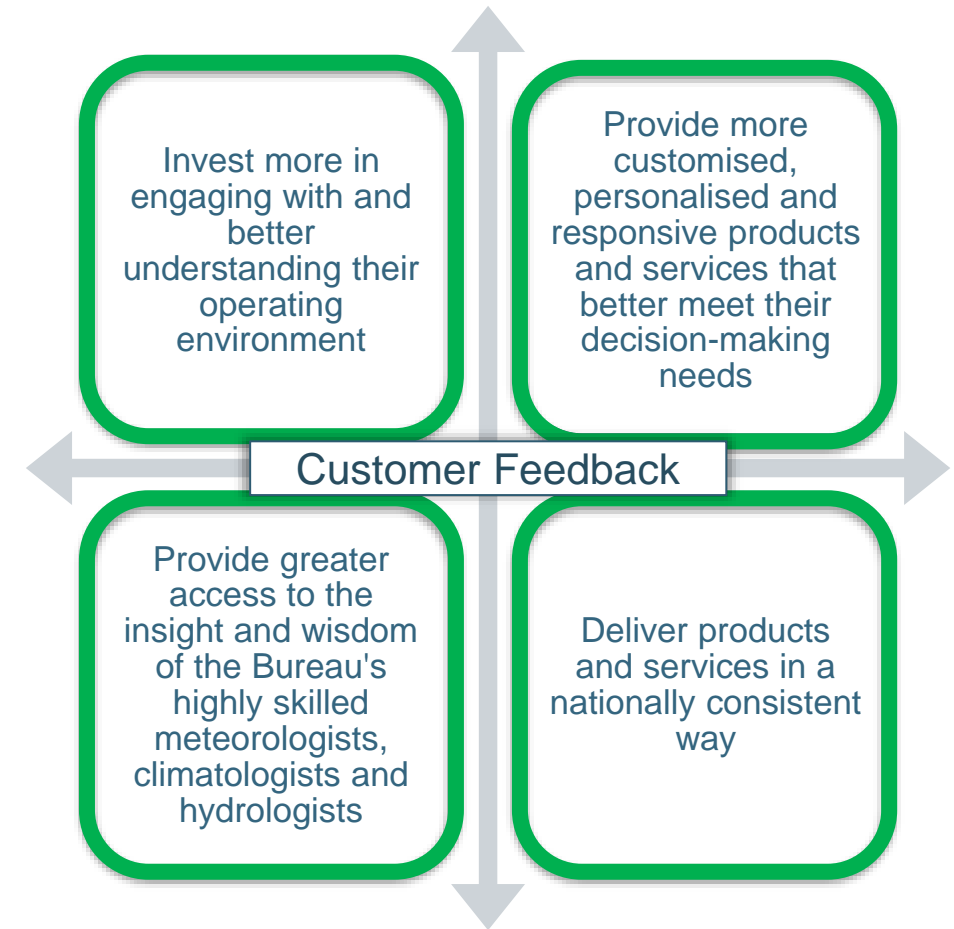 Invest more in
engaging with and
better
understanding their
operating
environment
Provide more
customised,
personalised and
responsive products
and services that
better meet their
decision-making
needs
Customer Feedback
Provide greater
access to the
insight and wisdom
of the Bureau's
highly skilled
meteorologists,
climatologists and
hydrologists
Deliver products
and services in a
nationally consistent
way